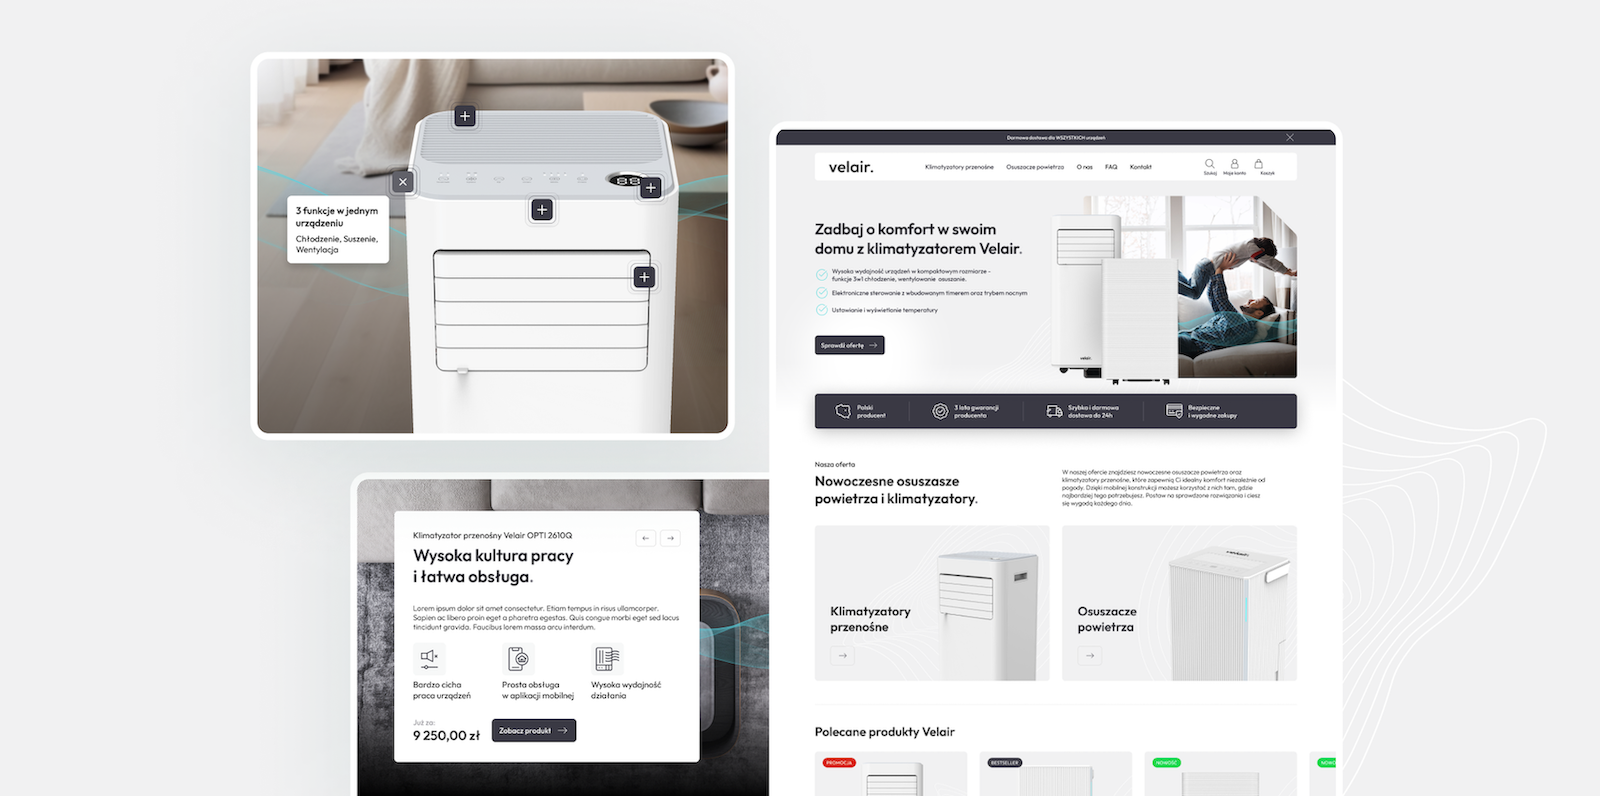 3 funkcje w jednym
urządzeniu
Chłodzenie, Suszenie,
Wentylacja
Klimatyzator przenośny Velair OPTI 2610Q
Wysoka kultura pracy
i łatwa obsługa.
Lorem ipsum dolor sit amet consectetur. Etiam tempus in risus ullamcorper.
Sapien ac libero proin eget a pharetra egestas. Quis congue morbi eget sed lacus
tincidunt gravida. Faucibus lorem massa arcu interdum.
Bardzo cicha
praca urządzeń
Prosta obsługa
w aplikacji mobilnej
Wysoka wydajność
działania
Już za:
9 250,00 zł
Zobacz produkt
Darmowa dostawa dla WSZYSTKICH urządzeń
velair.
Klimatyzatory przenośne
Osuszacze powietrza
O nas
FAQ
Kontakt
Szukaj
Moje konto
Koszyk
Zadbaj o komfort w swoim
domu z klimatyzatorem Velair.
Wysoka wydajność urządzeń w kompaktowym rozmiarze -
funkcje 3w1 chłodzenie, wentylowanie osuszanie.
Elektroniczne sterowanie z wbudowanym timerem oraz trybem nocnym
Ustawianie i wyświetlanie temperatury
Sprawdź ofertę
velair.
Polski
producent
3 lata gwarancji
producenta
Szybka i darmowa
dostawa do 24h
Bezpieczne
i wygodne zakupy
Nasza oferta
Nowoczesne osuszasze
powietrza i klimatyzatory.
W naszej ofercie znajdziesz nowoczesne osuszacze powietrza oraz
klimatyzatory przenośne, które zapewnią Ci idealny komfort niezależnie od
pogody. Dzięki mobilnej konstrukcji możesz korzystać z nich tam, gdzie
najbardziej tego potrzebujesz. Postaw na sprawdzone rozwiązania i ciesz
się wygodą każdego dnia.
Klimatyzatory
przenośne
velair.
Osuszacze
powietrza
Polecane produkty Velair
PROMOCJA
BESTSELLER
NOWOŚĆ